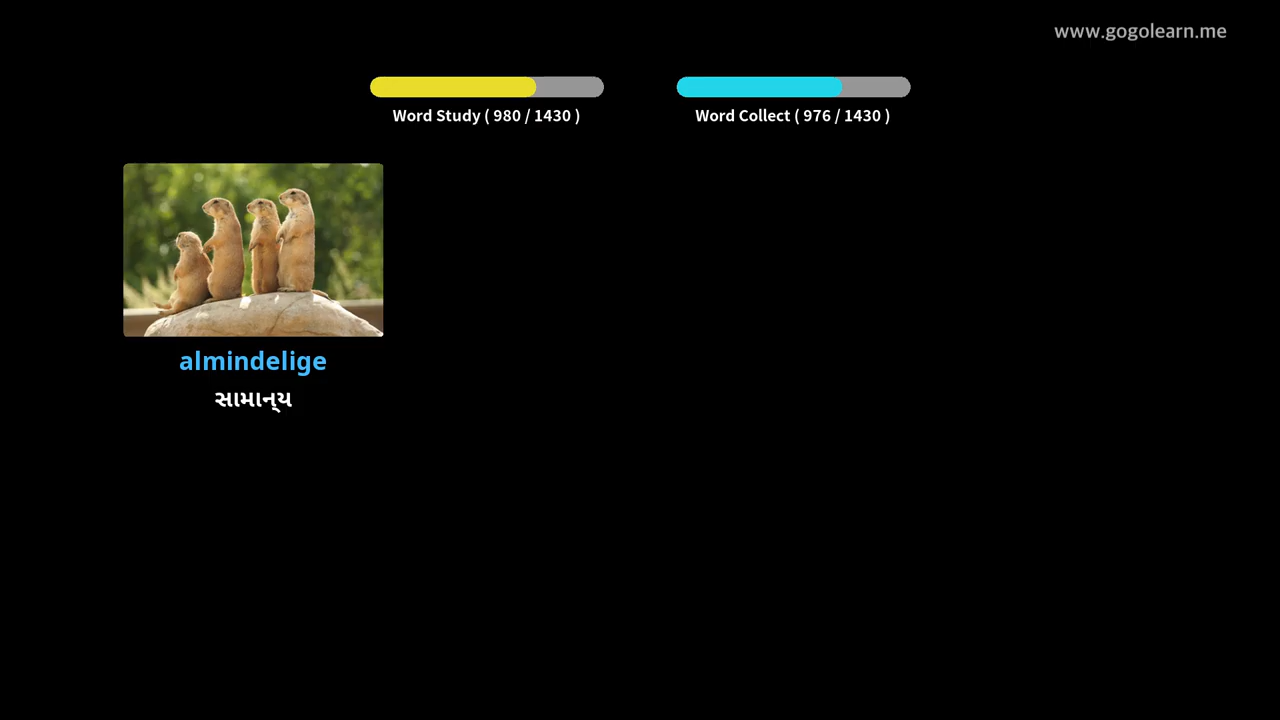 www.gogolearn.me
Word Study ( 980 / 1430 )
Word Collect ( 976 / 1430 )
almindelige
સામાન્ય